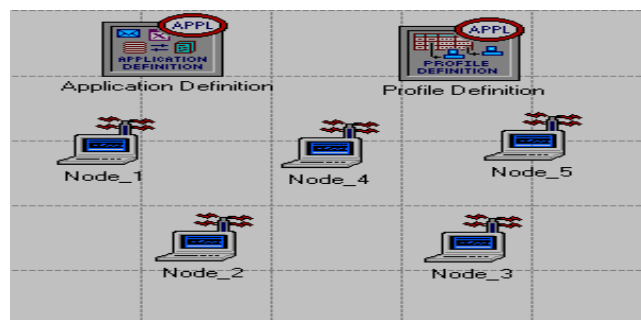 APPL
APPLICATION
DEFINITION
Application Definition
APPL
PROFILE
DEFINITION
Profile Definition
Node_1
Node_4
Node_5
Node_2
Node_3